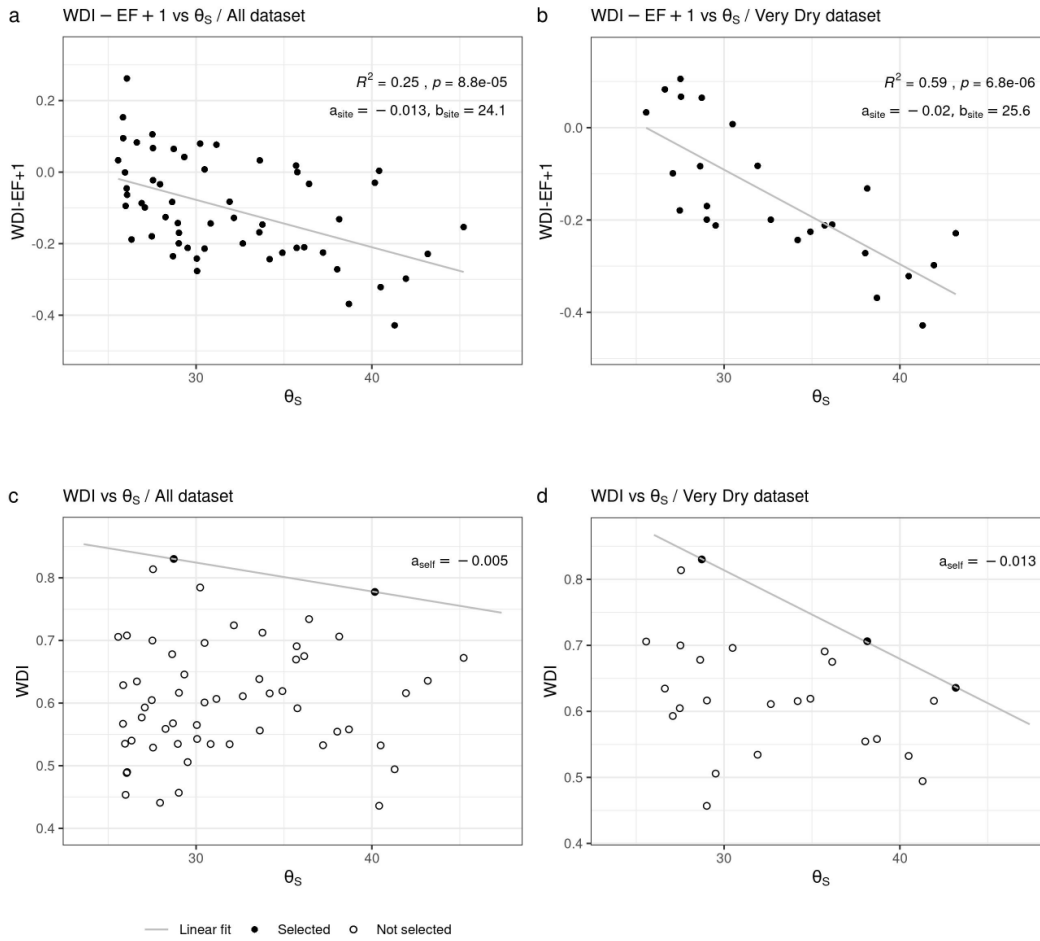 a
WDI − EF + 1 vs θS / All dataset
R2 = 0.25 , p = 8.8e-05
asite = − 0.013, bsite = 24.1
0.2
0.0
-0.2
-0.4
WDI-EF+1
30
40
θS
b
WDI − EF + 1 vs θS / Very Dry dataset
R2 = 0.59 , p = 6.8e-06
asite = − 0.02, bsite = 25.6
0.0
-0.2
-0.4
WDI-EF+1
30
40
θS
c
WDI vs θS / All dataset
aself = − 0.005
0.8
0.7
0.6
0.5
0.4
WDI
30
40
θS
d
WDI vs θS / Very Dry dataset
aself = − 0.013
0.8
0.7
0.6
0.5
0.4
WDI
30
40
θS
Linear fit
Selected
Not selected